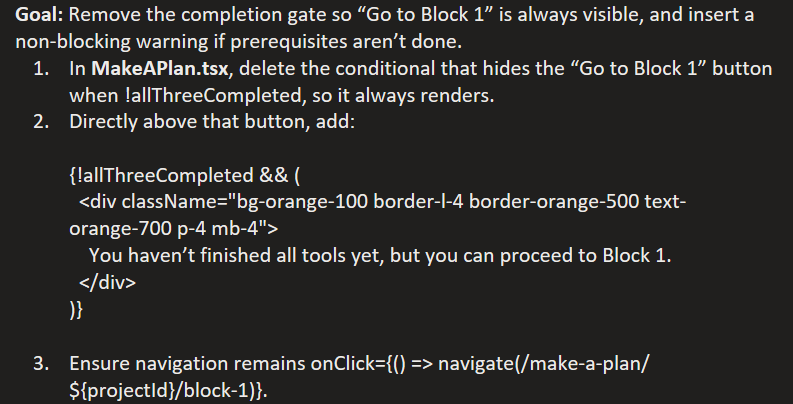 Goal: Remove the completion gate so “Go to Block 1” is always visible, and insert a
non-blocking warning if prerequisites aren’t done.
1. In MakeAPlan.tsx, delete the conditional that hides the “Go to Block 1” button
when !allThreeCompleted, so it always renders.
2. Directly above that button, add:
{!allThreeCompleted && (
<div className="bg-orange-100 border-l-4 border-orange-500 text-
orange-700 p-4 mb-4">
You haven’t finished all tools yet, but you can proceed to Block 1.
</div>
)}
3. Ensure navigation remains onClick={() => navigate(/make-a-plan/
${projectId}/block-1)}.